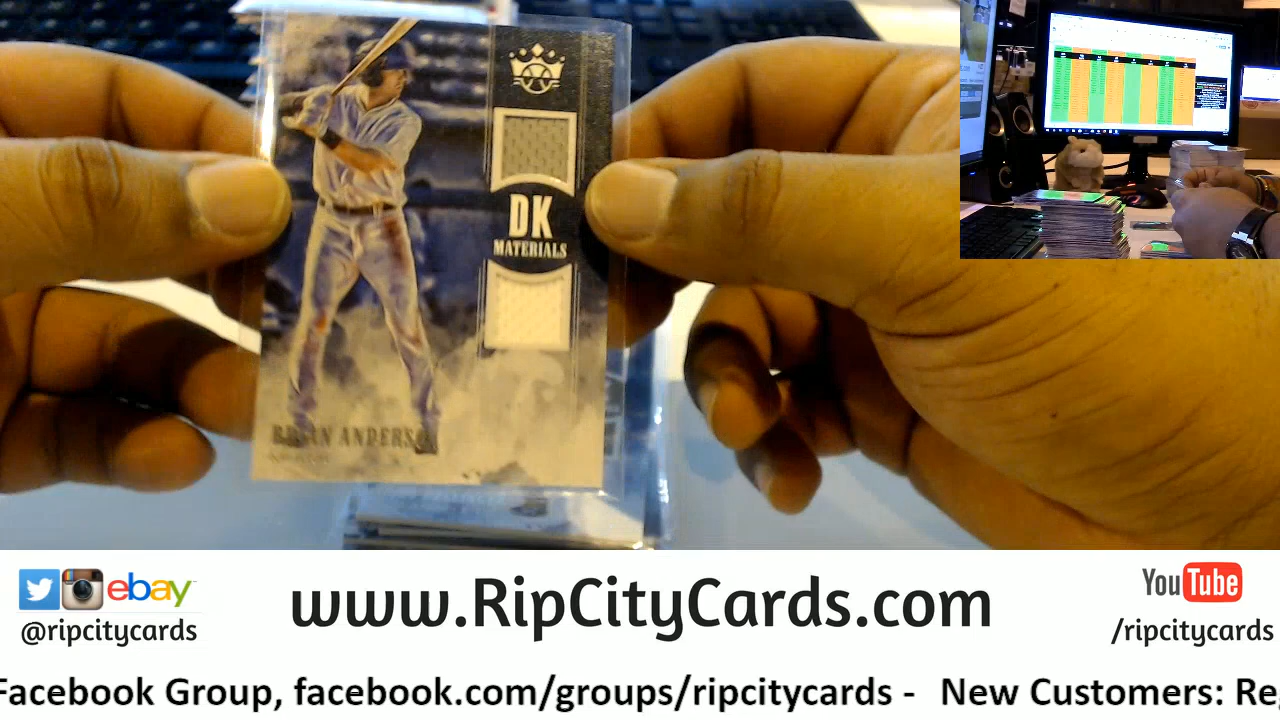 DK
MATERIALS
BRIAN ANDERSON
ebay
@ripcitycards
www.RipCityCards.com
YouTube
/ripcitycards
Facebook Group, facebook.com/groups/ripcitycards - New Customers: Re